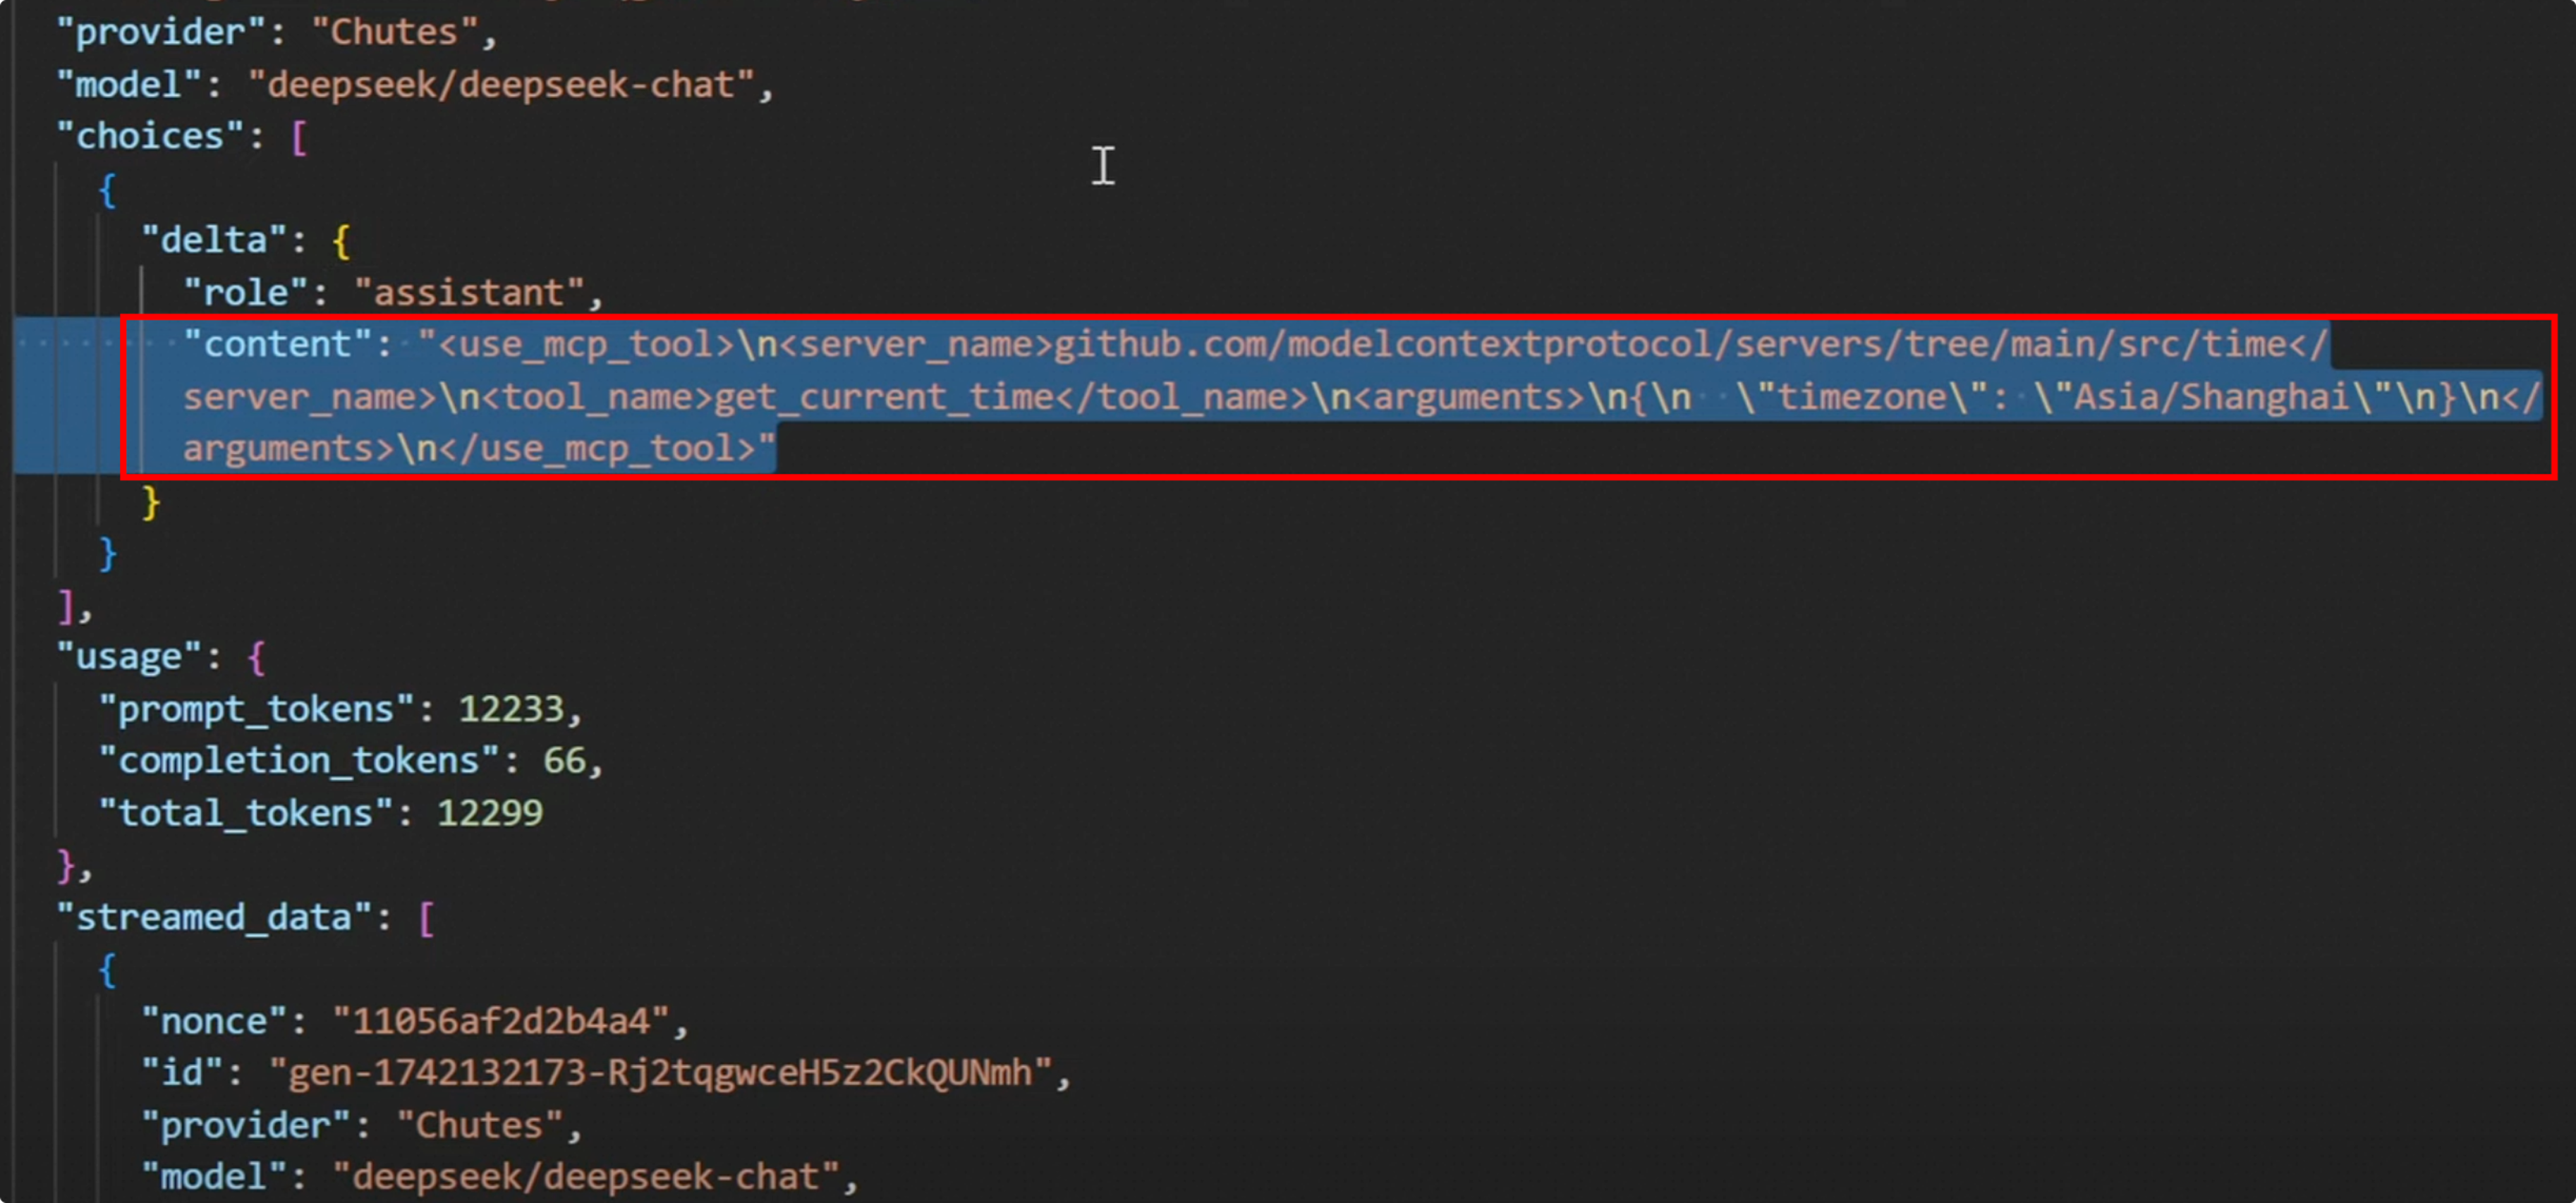 "provider": "Chutes",
"model": "deepseek/deepseek-chat",
"choices": [
{
"delta": {
"role": "assistant",
"content": "<use_mcp_tool>\n<server_name>github.com/modelcontextprotocol/servers/tree/main/src/time</
server_name>\n<tool_name>get_current_time</tool_name>\n<arguments>\n{\n  \"timezone\": \"Asia/Shanghai\"\n}\n</
arguments>\n</use_mcp_tool>"
}
}
],
"usage": {
"prompt_tokens": 12233,
"completion_tokens": 66,
"total_tokens": 12299
},
"streamed_data": [
{
"nonce": "11056af2d2b4a4",
"id": "gen-1742132173-Rj2tqgwceH5z2CkQUNmh",
"provider": "Chutes",
"model": "deepseek/deepseek-chat",